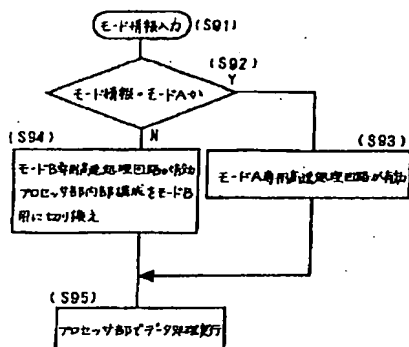 モード情報入力 (S91)
(S92)
モード情報=モードAか
Y
N
(S94)
モードB専用高速処理回路が有効
プロセッサ部内部構成をモードB
用に切り換え
(S93)
モードA専用高速処理回路が有効
(S95)
プロセッサ部でデータ処理実行